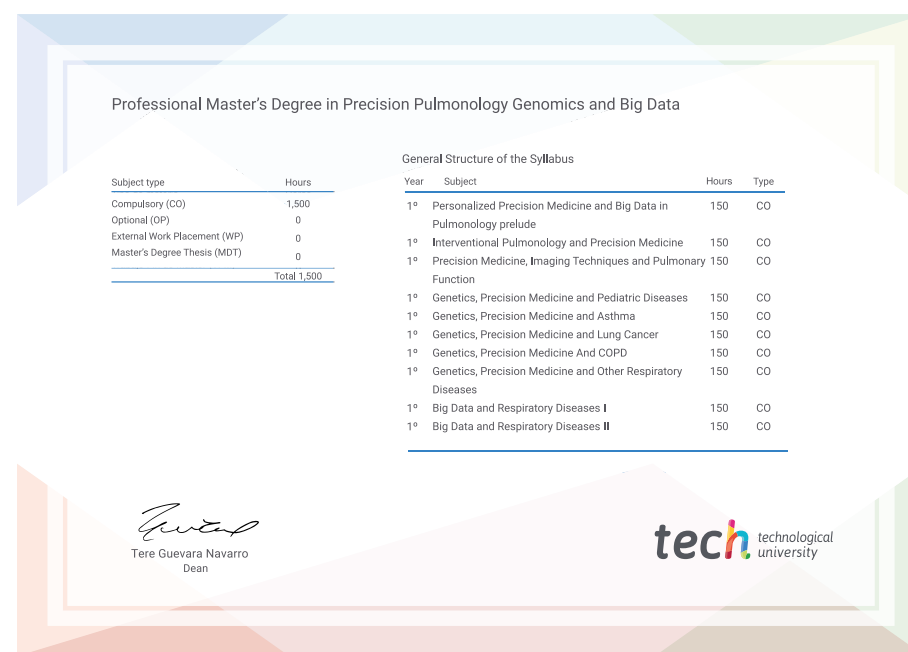 Professional Master's Degree in Precision Pulmonology Genomics and Big Data
Subject type Hours
Compulsory (CO) 1,500
Optional (OP) 0
External Work Placement (WP) 0
Master's Degree Thesis (MDT) 0
Total 1,500
General Structure of the Syllabus
Year Subject Hours Type
1º Personalized Precision Medicine and Big Data in 150 CO
Pulmonology prelude
1º Interventional Pulmonology and Precision Medicine 150 CO
1º Precision Medicine, Imaging Techniques and Pulmonary 150 CO
Function
1º Genetics, Precision Medicine and Pediatric Diseases 150 CO
1º Genetics, Precision Medicine and Asthma 150 CO
1º Genetics, Precision Medicine and Lung Cancer 150 CO
1º Genetics, Precision Medicine And COPD 150 CO
1º Genetics, Precision Medicine and Other Respiratory 150 CO
Diseases
1º Big Data and Respiratory Diseases I 150 CO
1º Big Data and Respiratory Diseases II 150 CO
Tere Guevara Navarro
Dean
tech technological
university